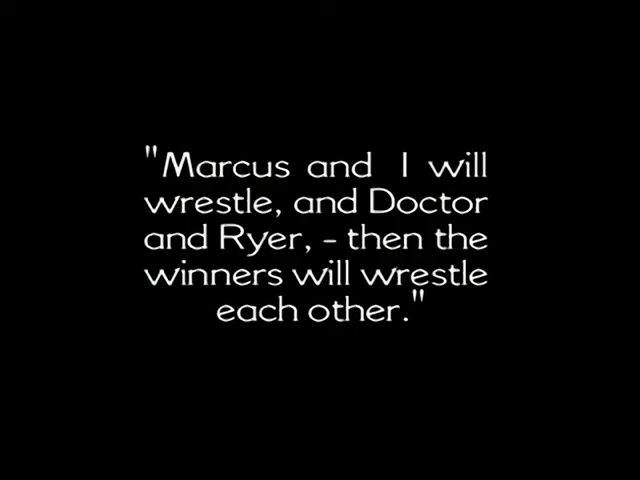 "Marcus and I will
wrestle, and Doctor
and Ryer, - then the
winners will wrestle
each other."